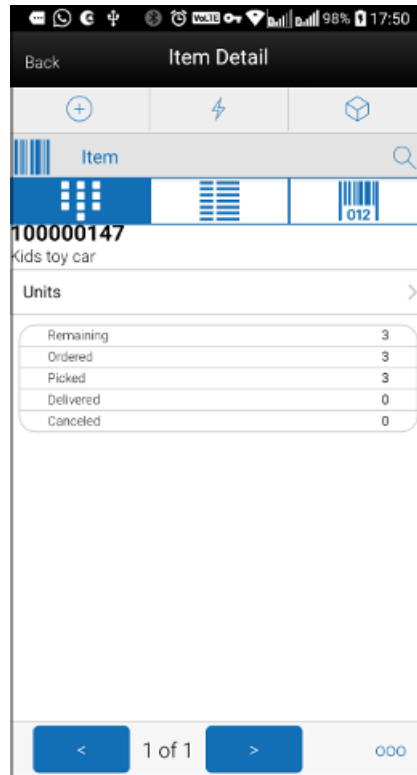 VoLTE 98% 17:50
Back Item Detail
Item
012
100000147
Kids toy car
Units
Remaining 3
Ordered 3
Picked 3
Delivered 0
Canceled 0
< 1 of 1 >
ooo